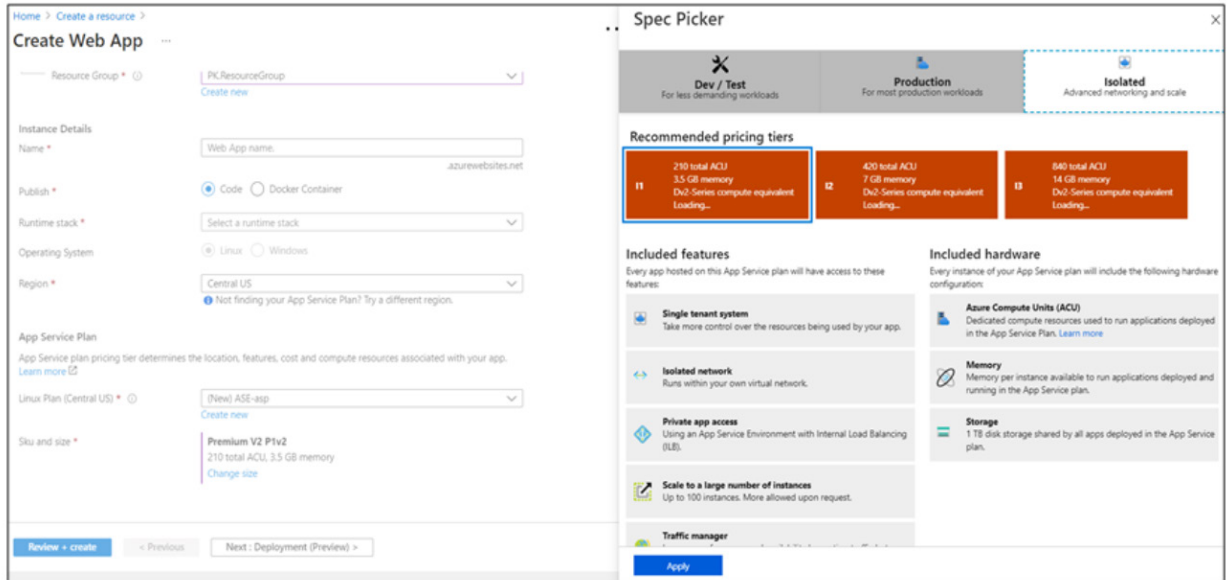 Home > Create a resource >
Create Web App ...
Resource Group *
PK.ResourceGroup
Create new
Instance Details
Name *
Web App name.
.azurewebsites.net
Publish *
Code
Docker Container
Runtime stack *
Select a runtime stack
Operating System
Linux
Windows
Region *
Central US
Not finding your App Service Plan? Try a different region.
App Service Plan
App Service plan pricing tier determines the location, features, cost and compute resources associated with your app.
Learn more
Linux Plan (Central US) *
(New) ASE-asp
Create new
Sku and size *
Premium V2 P1v2
210 total ACU, 3.5 GB memory
Change size
Review + create
< Previous
Next : Deployment (Preview) >
Spec Picker
Dev / Test
For less demanding workloads
Production
For most production workloads
Isolated
Advanced networking and scale
Recommended pricing tiers
I1
210 total ACU
3.5 GB memory
Dv2-Series compute equivalent
Loading...
I2
420 total ACU
7 GB memory
Dv2-Series compute equivalent
Loading...
I3
840 total ACU
14 GB memory
Dv2-Series compute equivalent
Loading...
Included features
Every app hosted on this App Service plan will have access to these
features:
Single tenant system
Take more control over the resources being used by your app.
Isolated network
Runs within your own virtual network.
Private app access
Using an App Service Environment with Internal Load Balancing
(ILB).
Scale to a large number of instances
Up to 100 instances. More allowed upon request.
Traffic manager
Included hardware
Every instance of your App Service plan will include the following hardware
configuration:
Azure Compute Units (ACU)
Dedicated compute resources used to run applications deployed
in the App Service Plan. Learn more
Memory
Memory per instance available to run applications deployed and
running in the App Service plan.
Storage
1 TB disk storage shared by all apps deployed in the App Service
plan.
Apply